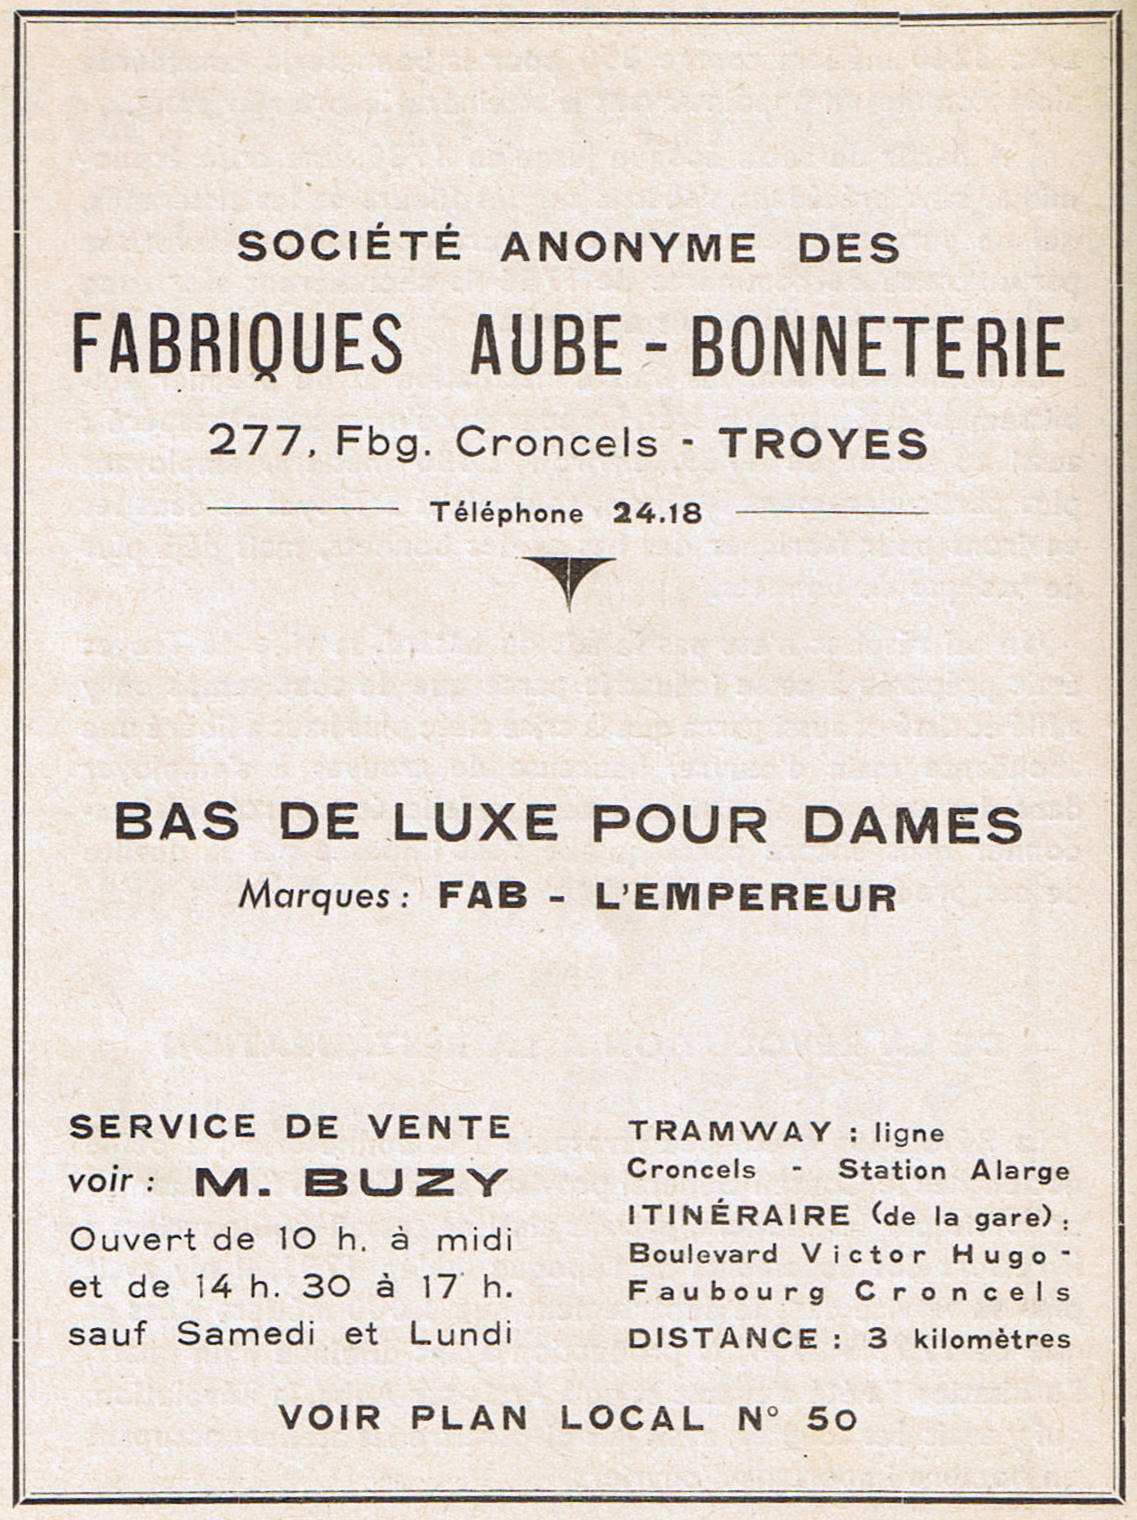 SOCIÉTÉ ANONYME DES
FABRIQUES AUBE - BONNETERIE
277, Fbg. Croncels - TROYES
Téléphone 24.18
BAS DE LUXE POUR DAMES
Marques : FAB - L'EMPEREUR
SERVICE DE VENTE
voir : M. BUZY
Ouvert de 10 h. à midi
et de 14 h. 30 à 17 h.
sauf Samedi et Lundi
TRAMWAY : ligne
Croncels - Station Alarge
ITINÉRAIRE (de la gare) :
Boulevard Victor Hugo -
Faubourg Croncels
DISTANCE : 3 kilomètres
VOIR PLAN LOCAL N° 50